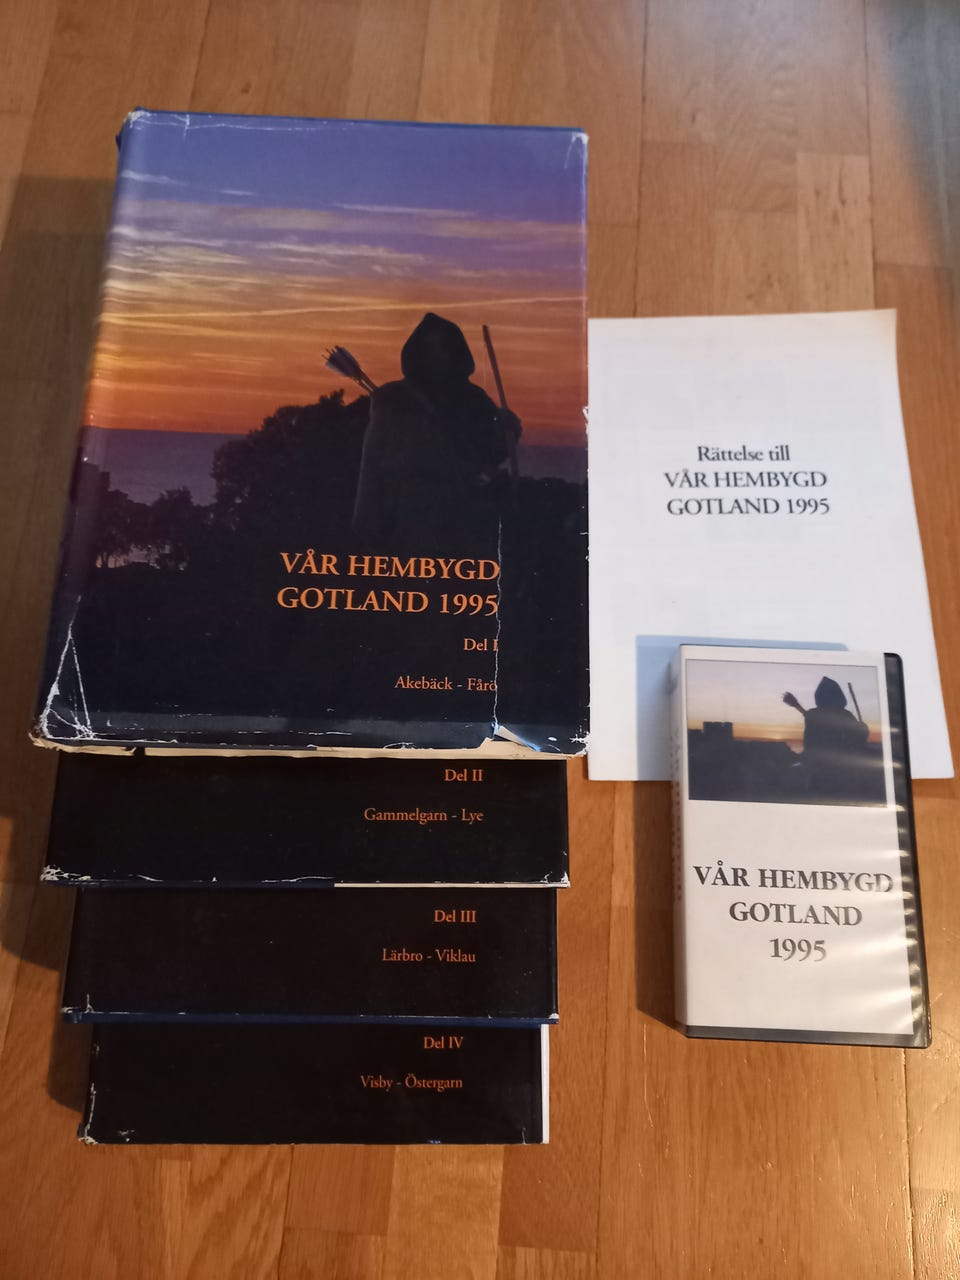 VÅR HEMBYGD
GOTLAND 1995
Del I
Akebäck - Fårö
Del II
Gammelgarn - Lye
Del III
Lärbro - Viklau
Del IV
Visby - Östergarn
Rättelse till
VÅR HEMBYGD
GOTLAND 1995
VÅR HEMBYGD
GOTLAND
1995